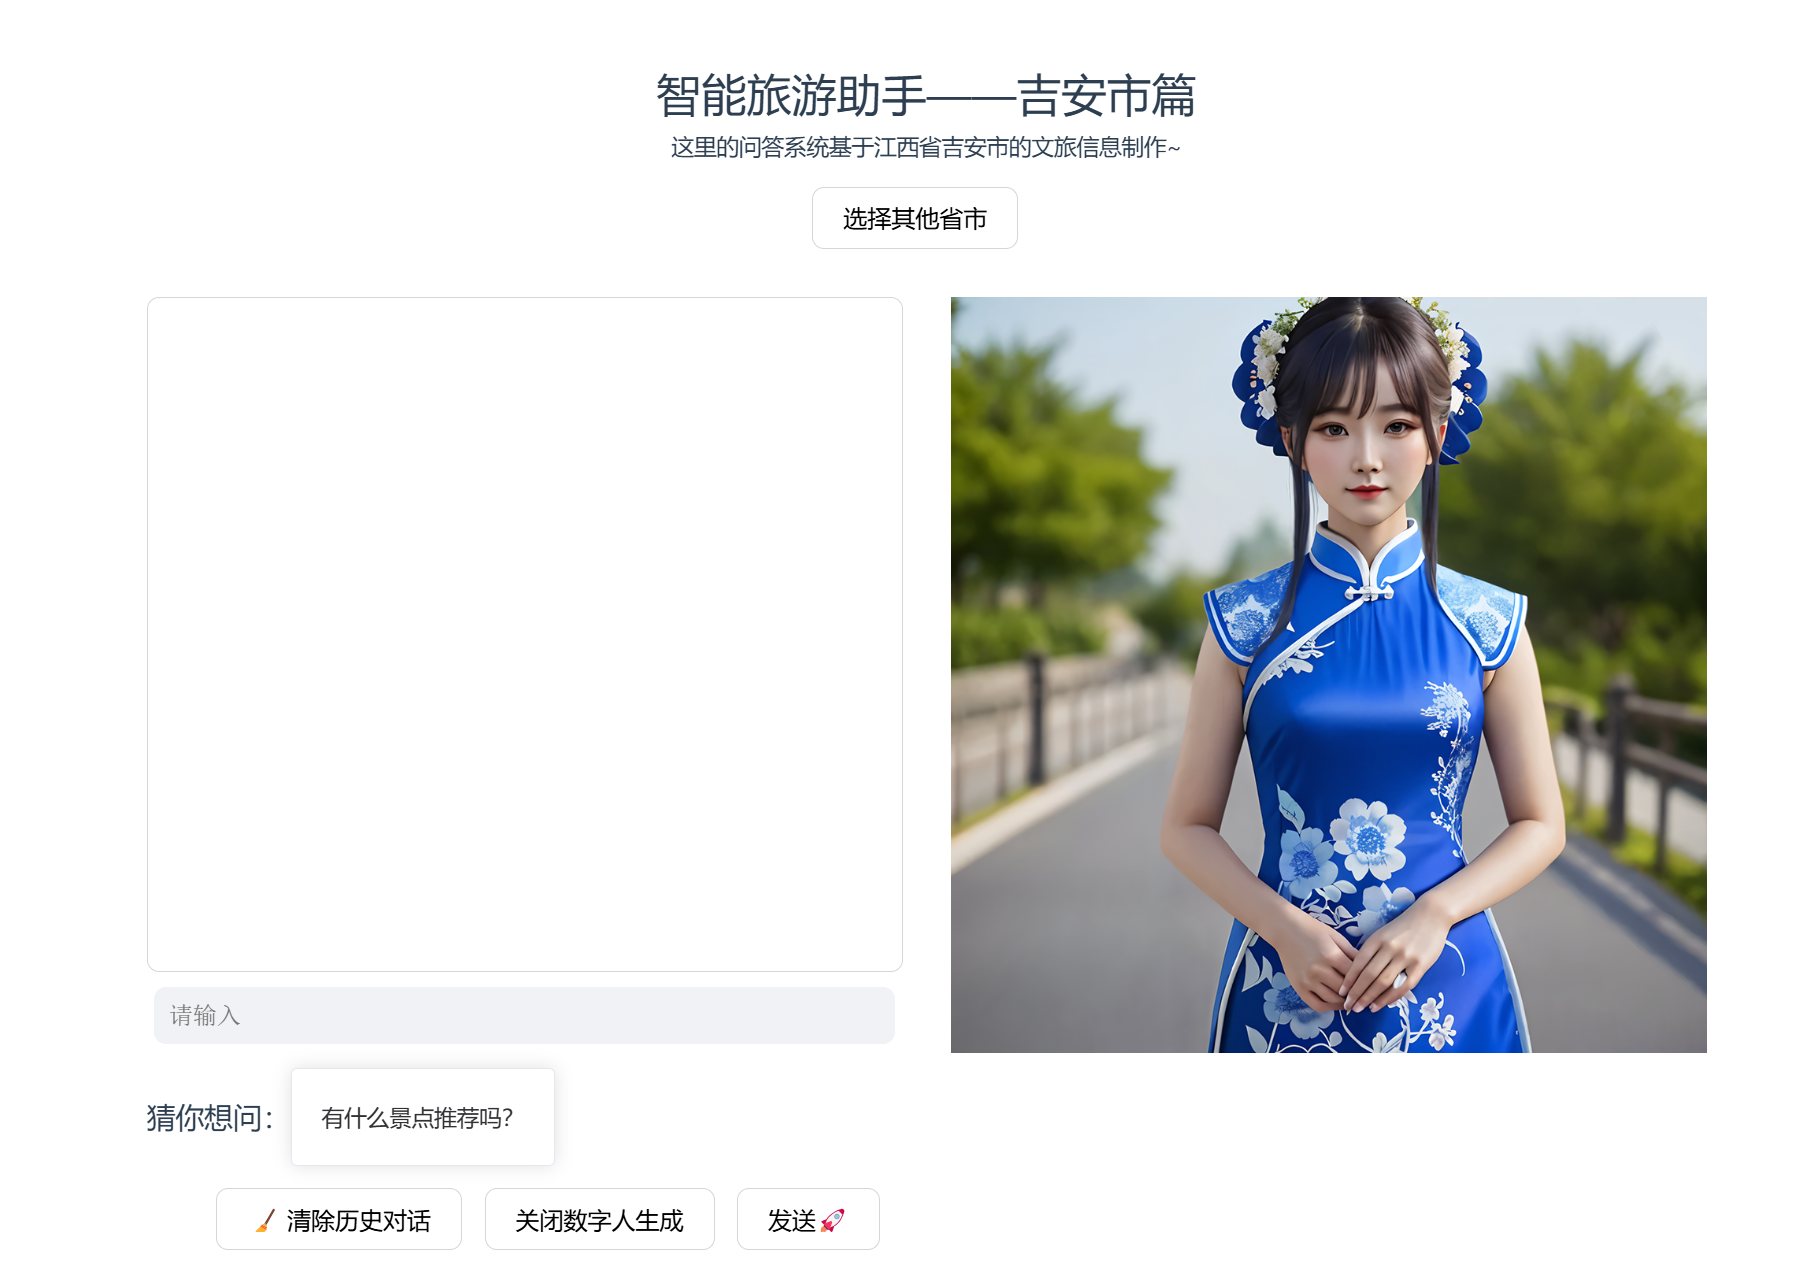 智能旅游助手——吉安市篇
这里的问答系统基于江西省吉安市的文旅信息制作~
选择其他省市
请输入
猜你想问：
有什么景点推荐吗？
清除历史对话
关闭数字人生成
发送